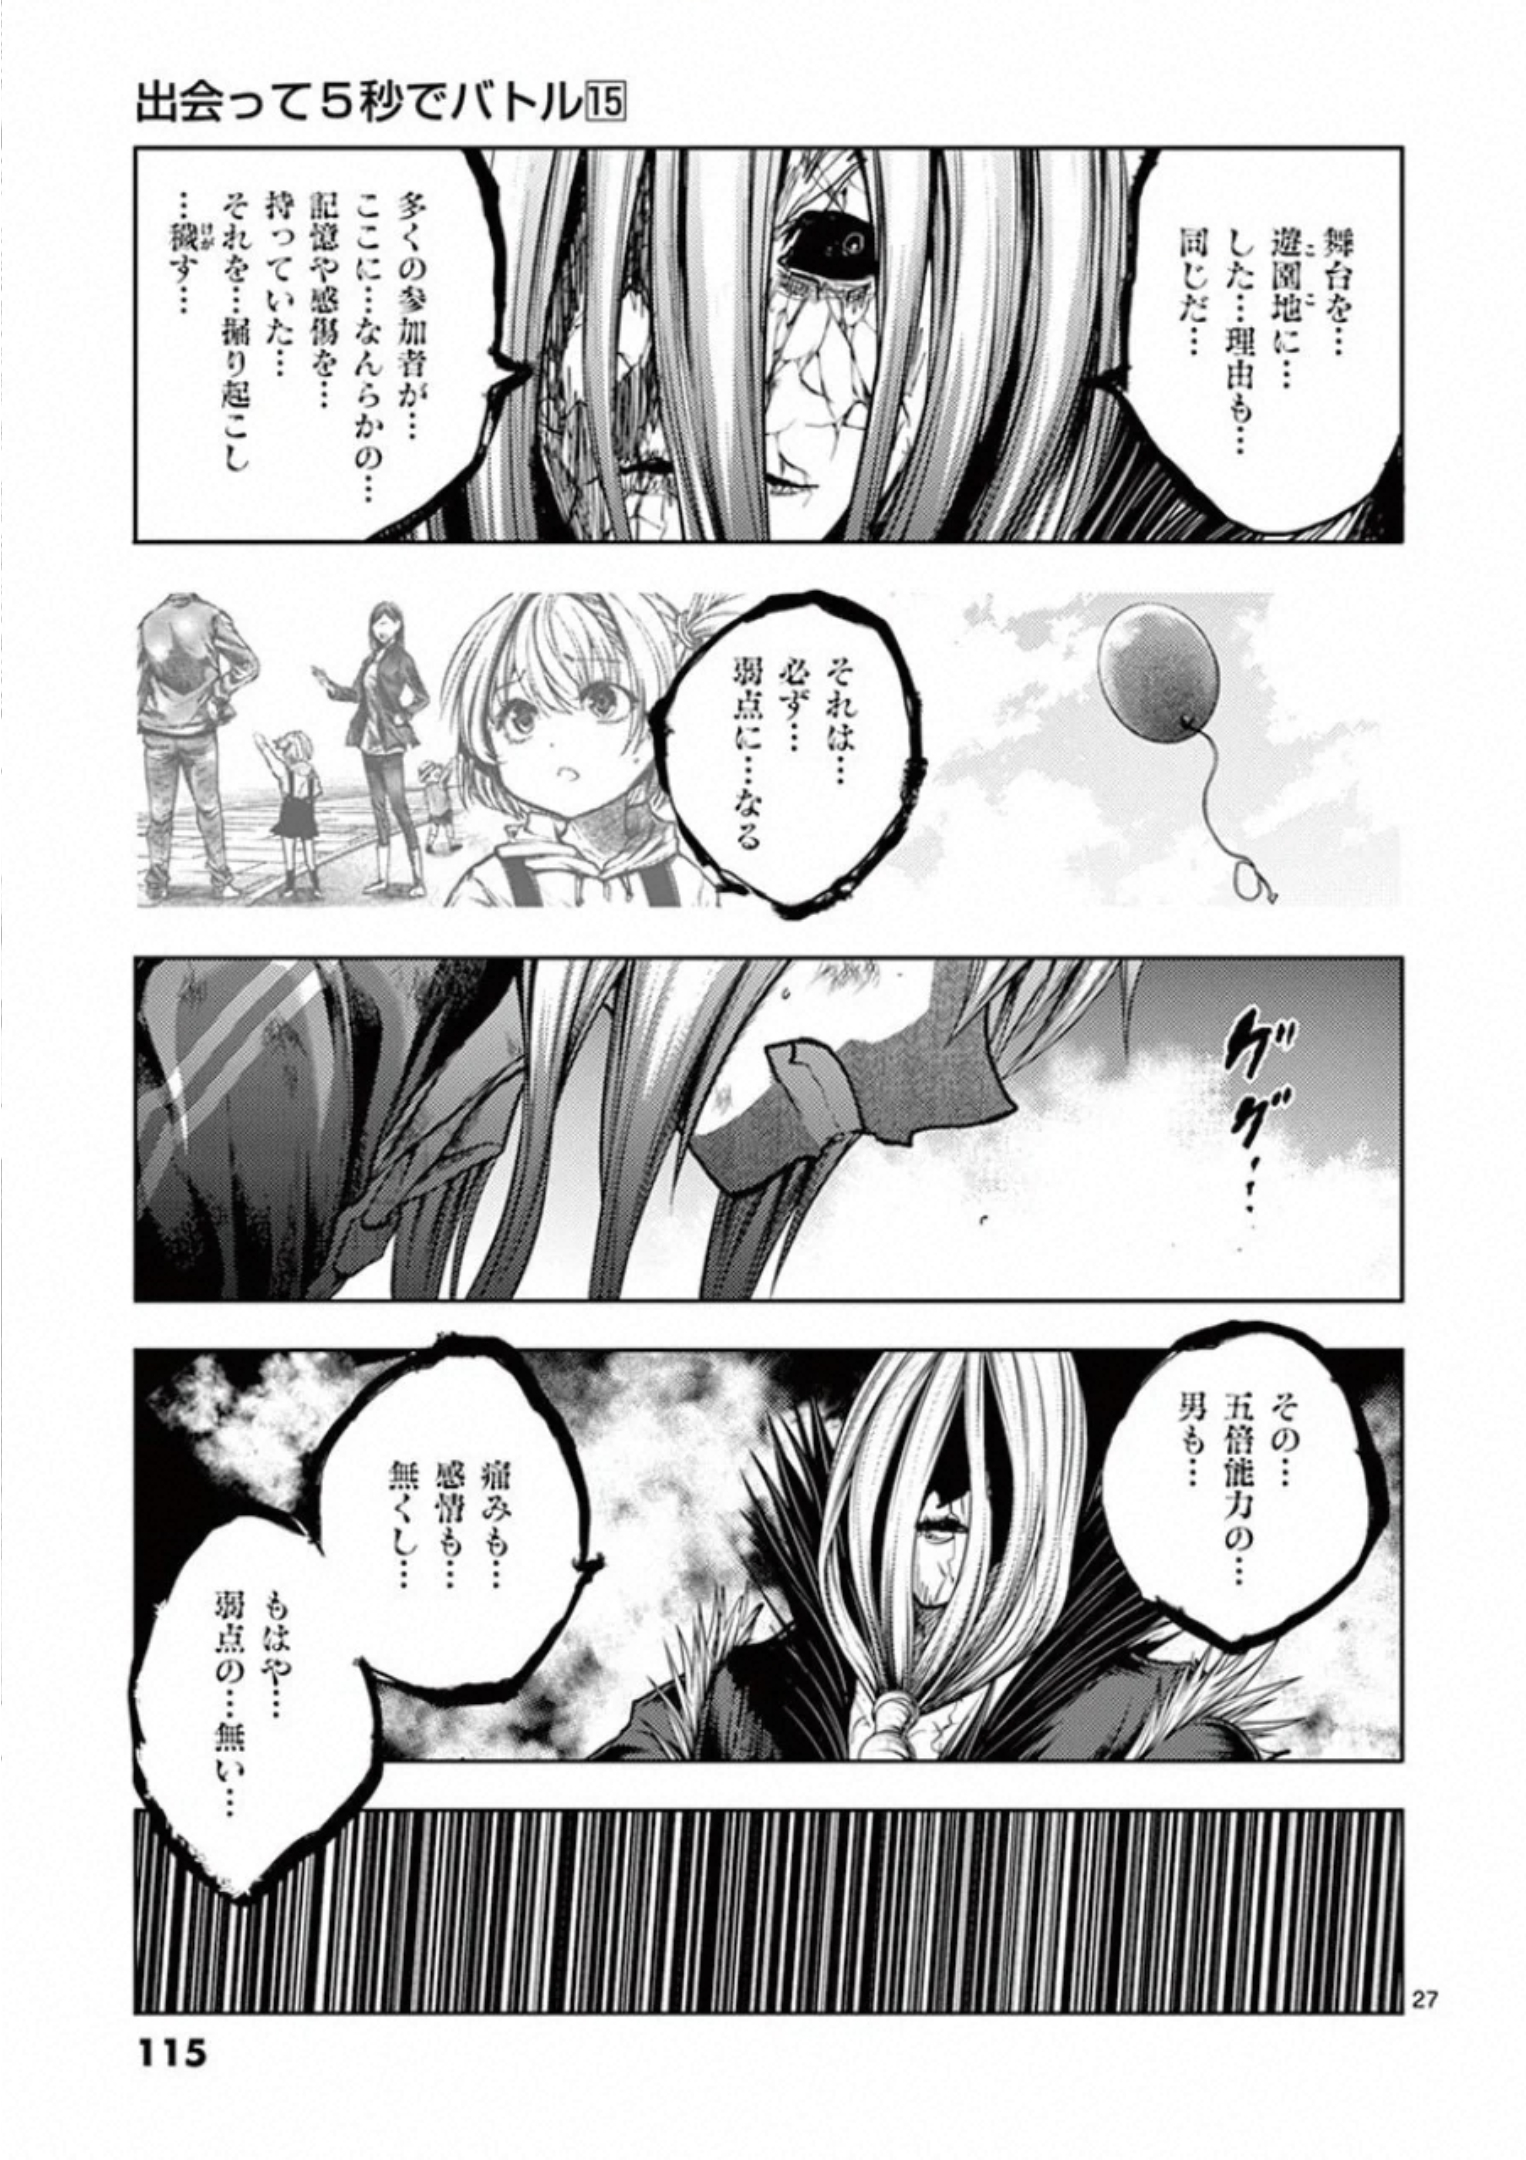 出会って5秒でバトル15
舞台を…
遊園地に…
ここ
した…理由も…
同じだ…
多くの参加者が…
ここに…なんらかの…
記憶や感傷を…
持っていた…
それを…掘り起こし
…穢す…
けが
それは…
必ず…
弱点に…なる
グググ…
その…
五倍能力の…
男も…
痛みも…
感情も…
無くし…
もはや…
弱点の…無い…
27
115